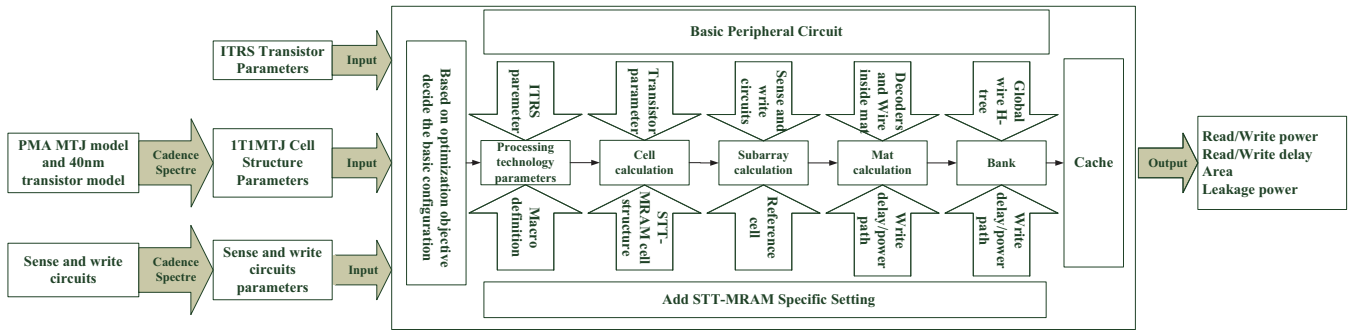 ITRS Transistor
Parameters
Input
PMA MTJ model
and 40nm
transistor model
Cadence
Spectre
1T1MTJ Cell
Structure
Parameters
Input
Sense and write
circuits
Cadence
Spectre
Sense and write
circuits
parameters
Input
Based on optimization objective
decide the basic configuration
Basic Peripheral Circuit
ITRS
paremeter
Transistor
parameter
Sense and
write
circuits
Decoders
and Wire
inside mat
Global
wire H-
tree
Processing
technology
parameters
Cell
calculation
Subarray
calculation
Mat
calculation
Bank
Macro
definition
STT-
MRAM cell
structure
Reference
cell
Write
delay/power
path
Write
delay/power
path
Add STT-MRAM Specific Setting
Cache
Output
Read/Write power
Read/Write delay
Area
Leakage power